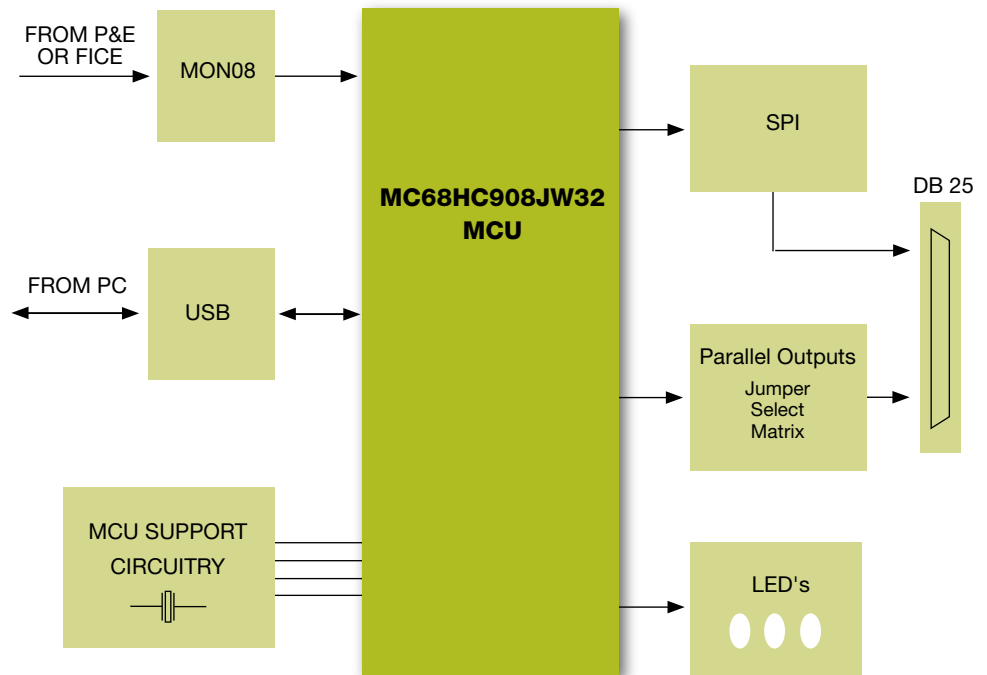 FROM P&E
OR FICE
MON08
MC68HC908JW32
MCU
SPI
DB 25
FROM PC
USB
Parallel Outputs
Jumper
Select
Matrix
MCU SUPPORT
CIRCUITRY
LED's